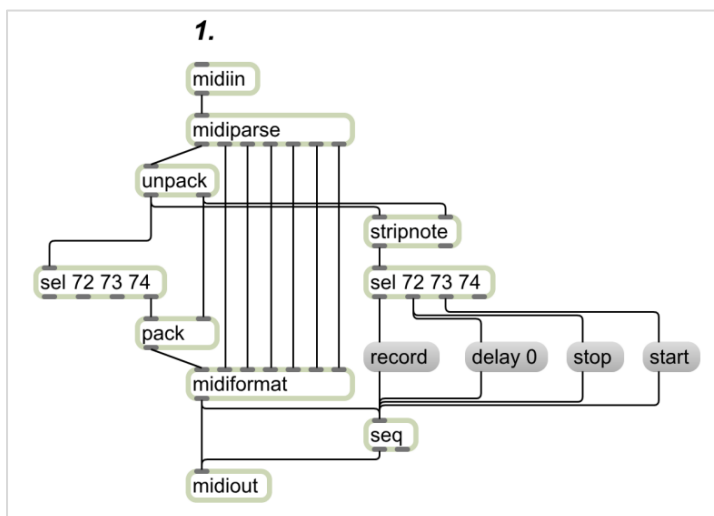 1.
midiin
midiparse
unpack
stripnote
sel 72 73 74
sel 72 73 74
pack
record
delay 0
stop
start
midiformat
seq
midiout